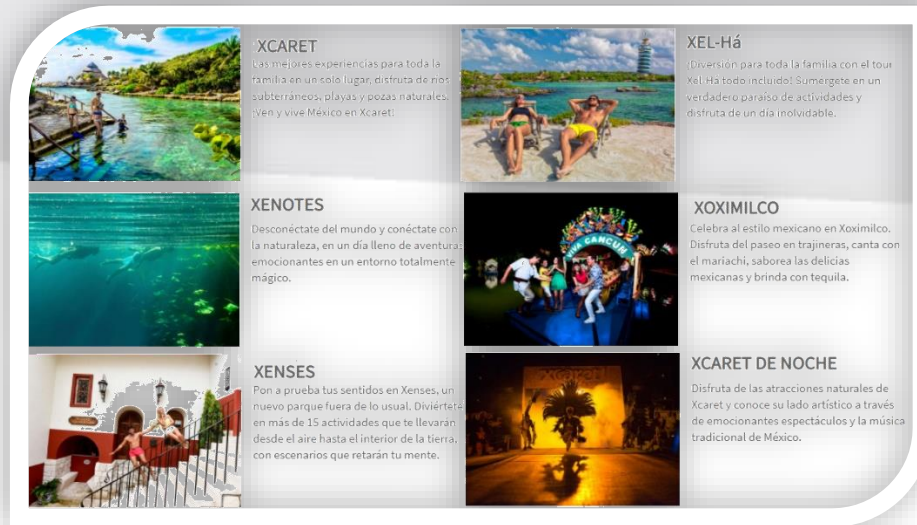 XCARET
Las mejores experiencias para toda la
familia en un solo lugar, disfruta de ríos
subterráneos, playas y pozas naturales.
¡Ven y vive México en Xcaret!
XEL-Há
¡Diversión para toda la familia con el tour
Xel Há todo incluido! Sumergete en un
verdadero paraíso de actividades y
disfruta de un día inolvidable.
XENOTES
Desconéctate del mundo y conéctate con
la naturaleza, en un día lleno de aventuras
emocionantes en un entorno totalmente
mágico.
XOXIMILCO
Celebra al estilo mexicano en Xoximilco.
Disfruta del paseo en trajineras, canta con
el mariachi, saborea las delicias
mexicanas y brinda con tequila.
VIVA CANCUN
XENSES
Pon a prueba tus sentidos en Xenses, un
nuevo parque fuera de lo usual. Diviértete
en más de 15 actividades que te llevarán
desde el aire hasta el interior de la tierra,
con escenarios que retarán tu mente.
XCARET DE NOCHE
Disfruta de las atracciones naturales de
Xcaret y conoce su lado artístico a través
de emocionantes espectáculos y la música
tradicional de México.
xcaret